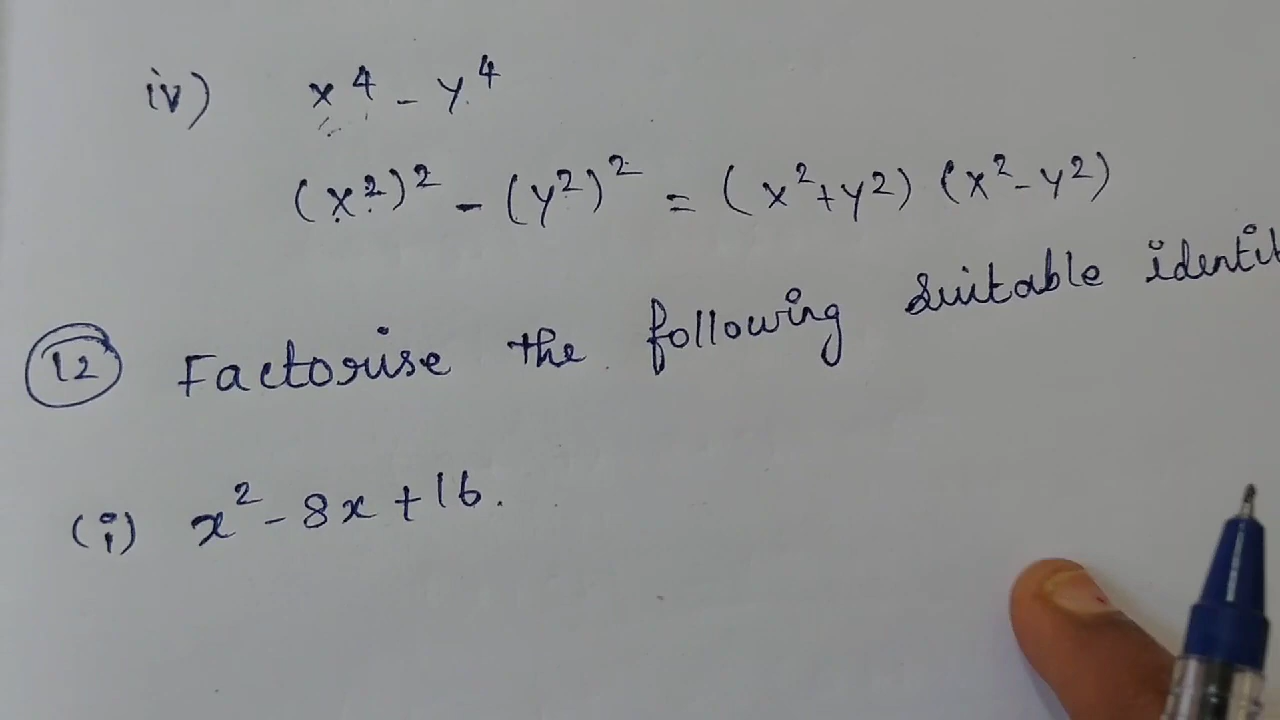 iv) x⁴ - y⁴
(x²)² - (y²)² = (x²+y²) (x²-y²)
12 Factorise the following suitable
(i) x² - 8x + 16.